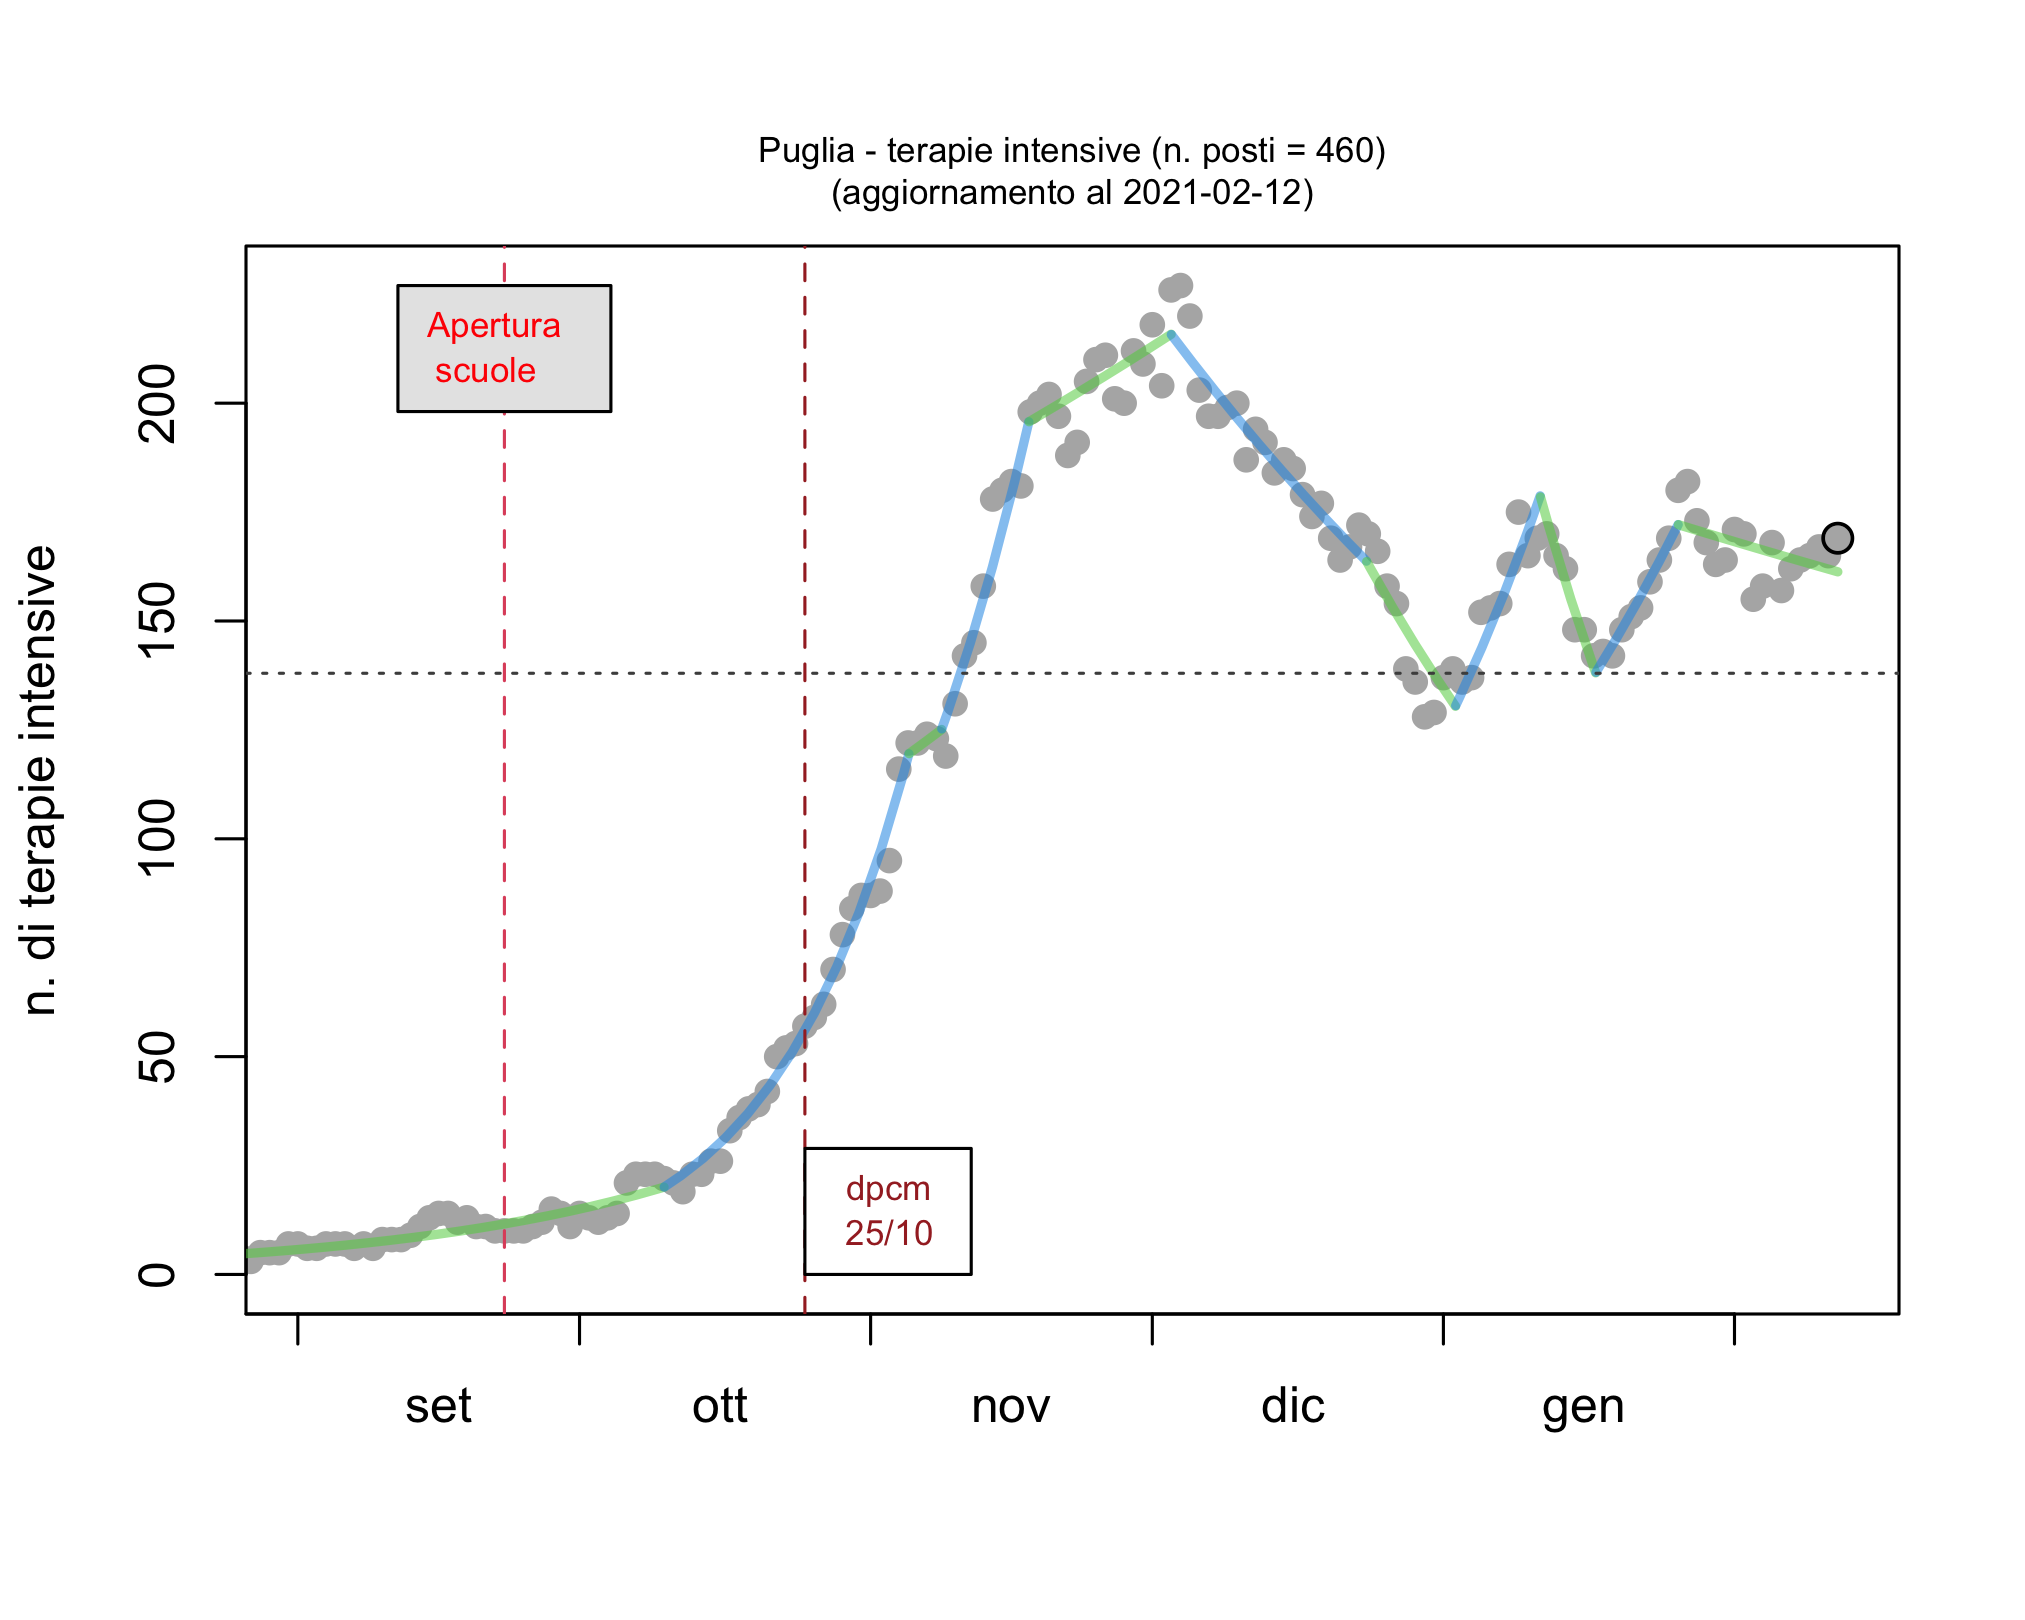 Puglia - terapie intensive (n. posti = 460)
(aggiornamento al 2021-02-12)
n. di terapie intensive
200
150
100
50
0
Apertura
scuole
dpcm
25/10
set
ott
nov
dic
gen